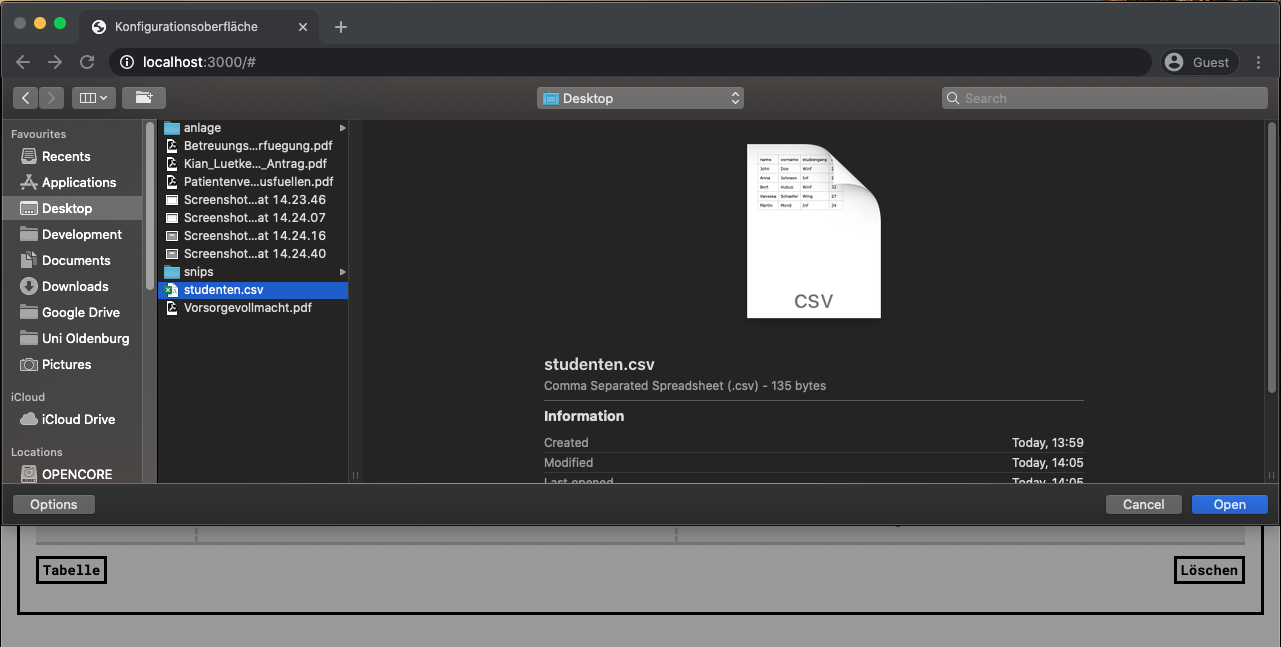 Konfigurationsoberfläche
localhost:3000/#
Guest
Desktop
Search
Favourites
Recents
Applications
Desktop
Development
Documents
Downloads
Google Drive
Uni Oldenburg
Pictures
iCloud
iCloud Drive
Locations
OPENCORE
anlage
Betreuungs...rfuegung.pdf
Kian_Luetke..._Antrag.pdf
Patientenve...usfuellen.pdf
Screenshot...at 14.23.46
Screenshot...at 14.24.07
Screenshot...at 14.24.16
Screenshot...at 14.24.40
snips
studenten.csv
Vorsorgevollmacht.pdf
name vorname studiengang
John Doe Winf
Anna Johnson Inf
Bert Hubus Winf 32
Vanessa Schaefer Wing 27
Martin Mond Inf 24
CSV
studenten.csv
Comma Separated Spreadsheet (.csv) - 135 bytes
Information
Created Today, 13:59
Modified Today, 14:05
Last opened Today, 14:05
Options
Cancel
Open
Tabelle
Löschen